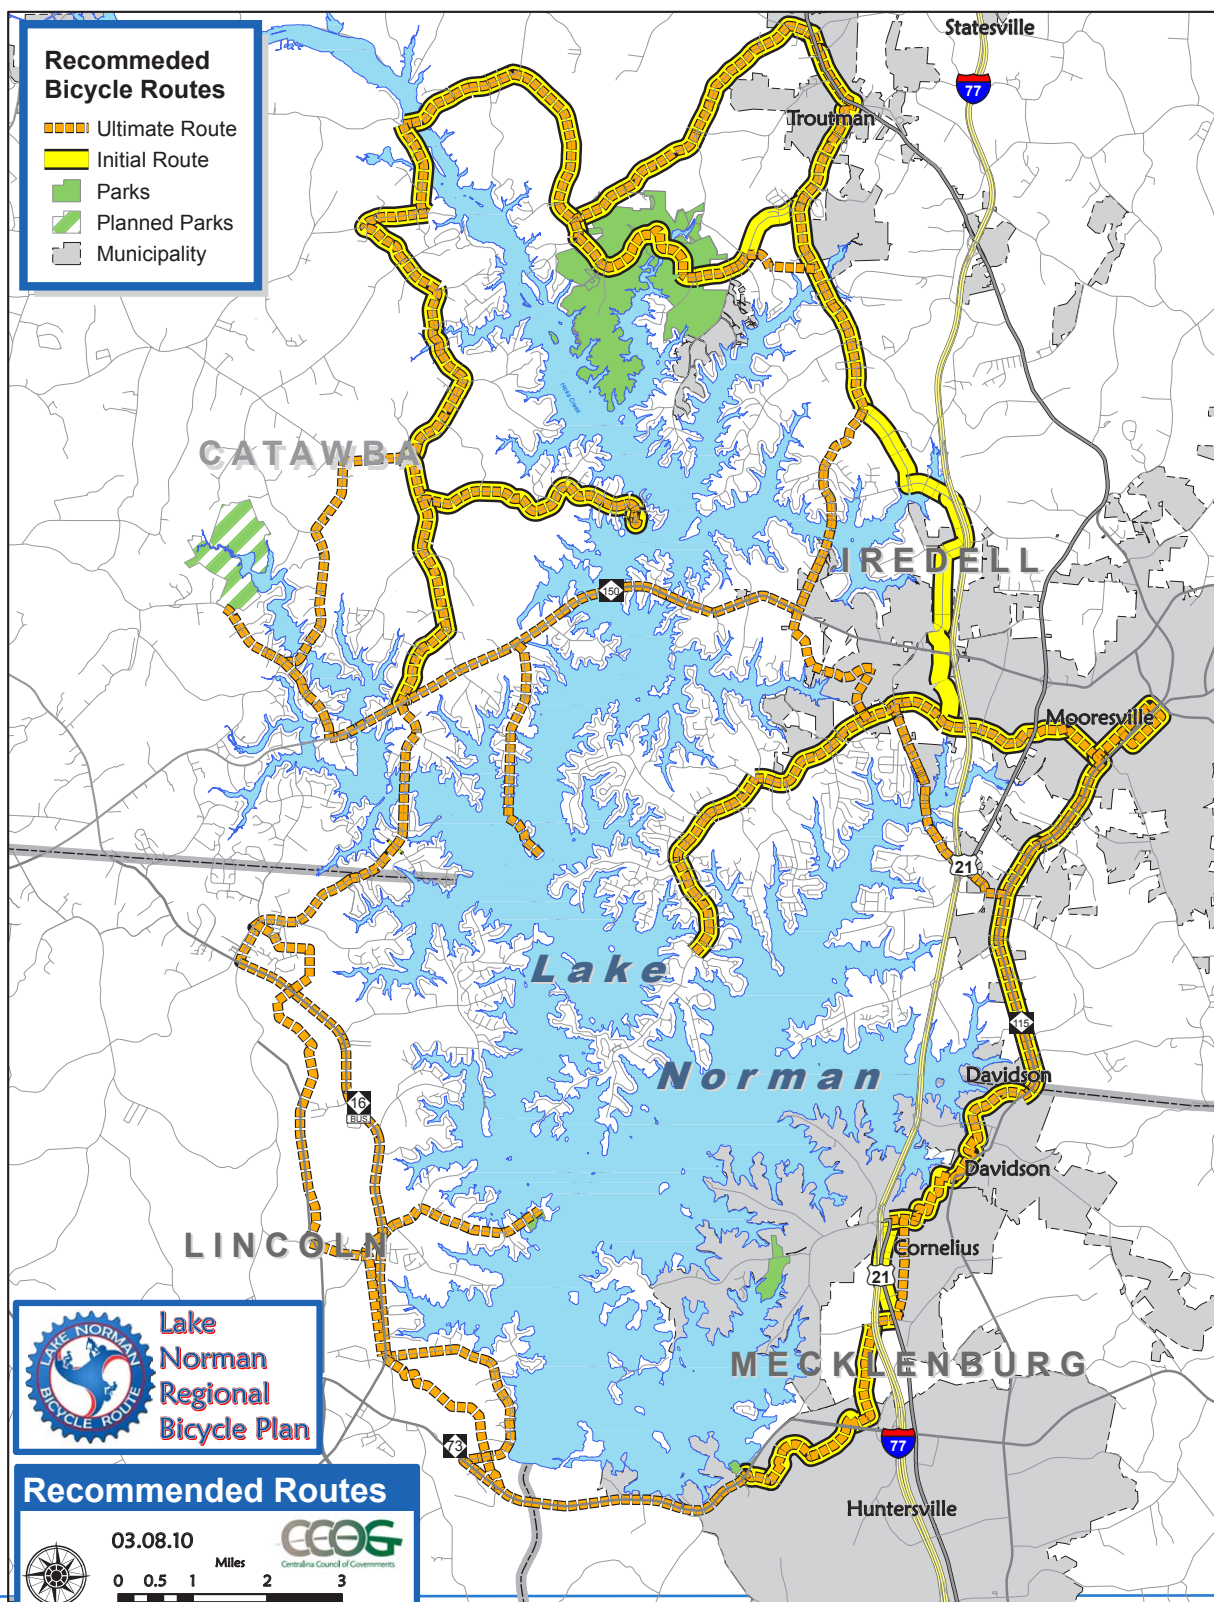 Recommeded
Bicycle Routes
Ultimate Route
Initial Route
Parks
Planned Parks
Municipality
Statesville
77
Troutman
Hicks Creek
CATAWBA
IREDELL
150
Mooresville
21
Lake
Norman
115
Davidson
Davidson
16
BUS
LINCOLN
Cornelius
21
MECKLENBURG
73
77
Huntersville
LAKE NORMAN
BICYCLE ROUTE
Lake
Norman
Regional
Bicycle Plan
Recommended Routes
03.08.10
CCOG
Centralina Council of Governments
Miles
0 0.5 1 2 3